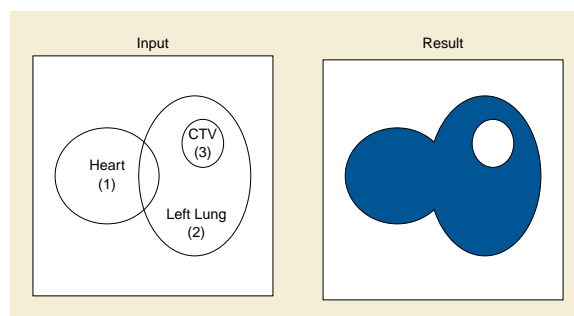 Input
Result
CTV
(3)
Heart
(1)
Left Lung
(2)